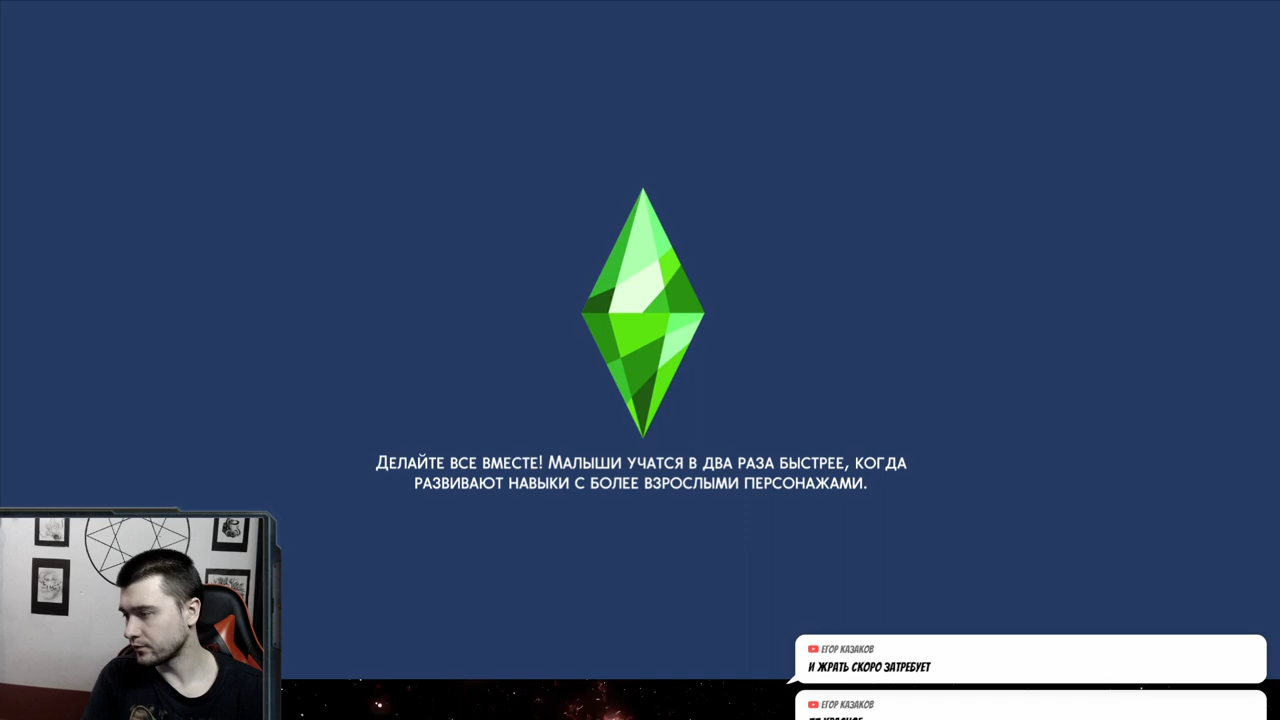 Делайте все вместе! Малыши учатся в два раза быстрее, когда
развивают навыки с более взрослыми персонажами.
ЕГОР КАЗАКОВ
И ЖРАТЬ СКОРО ЗАТРЕБУЕТ
ЕГОР КАЗАКОВ